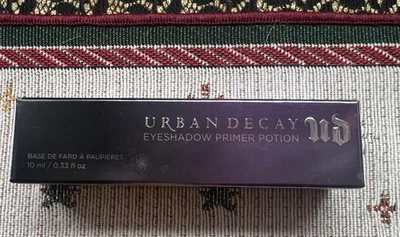 URBAN DECAY
EYESHADOW PRIMER POTION
UD
BASE DE FARD À PAUPIÈRES
10 ml / 0.33 fl oz